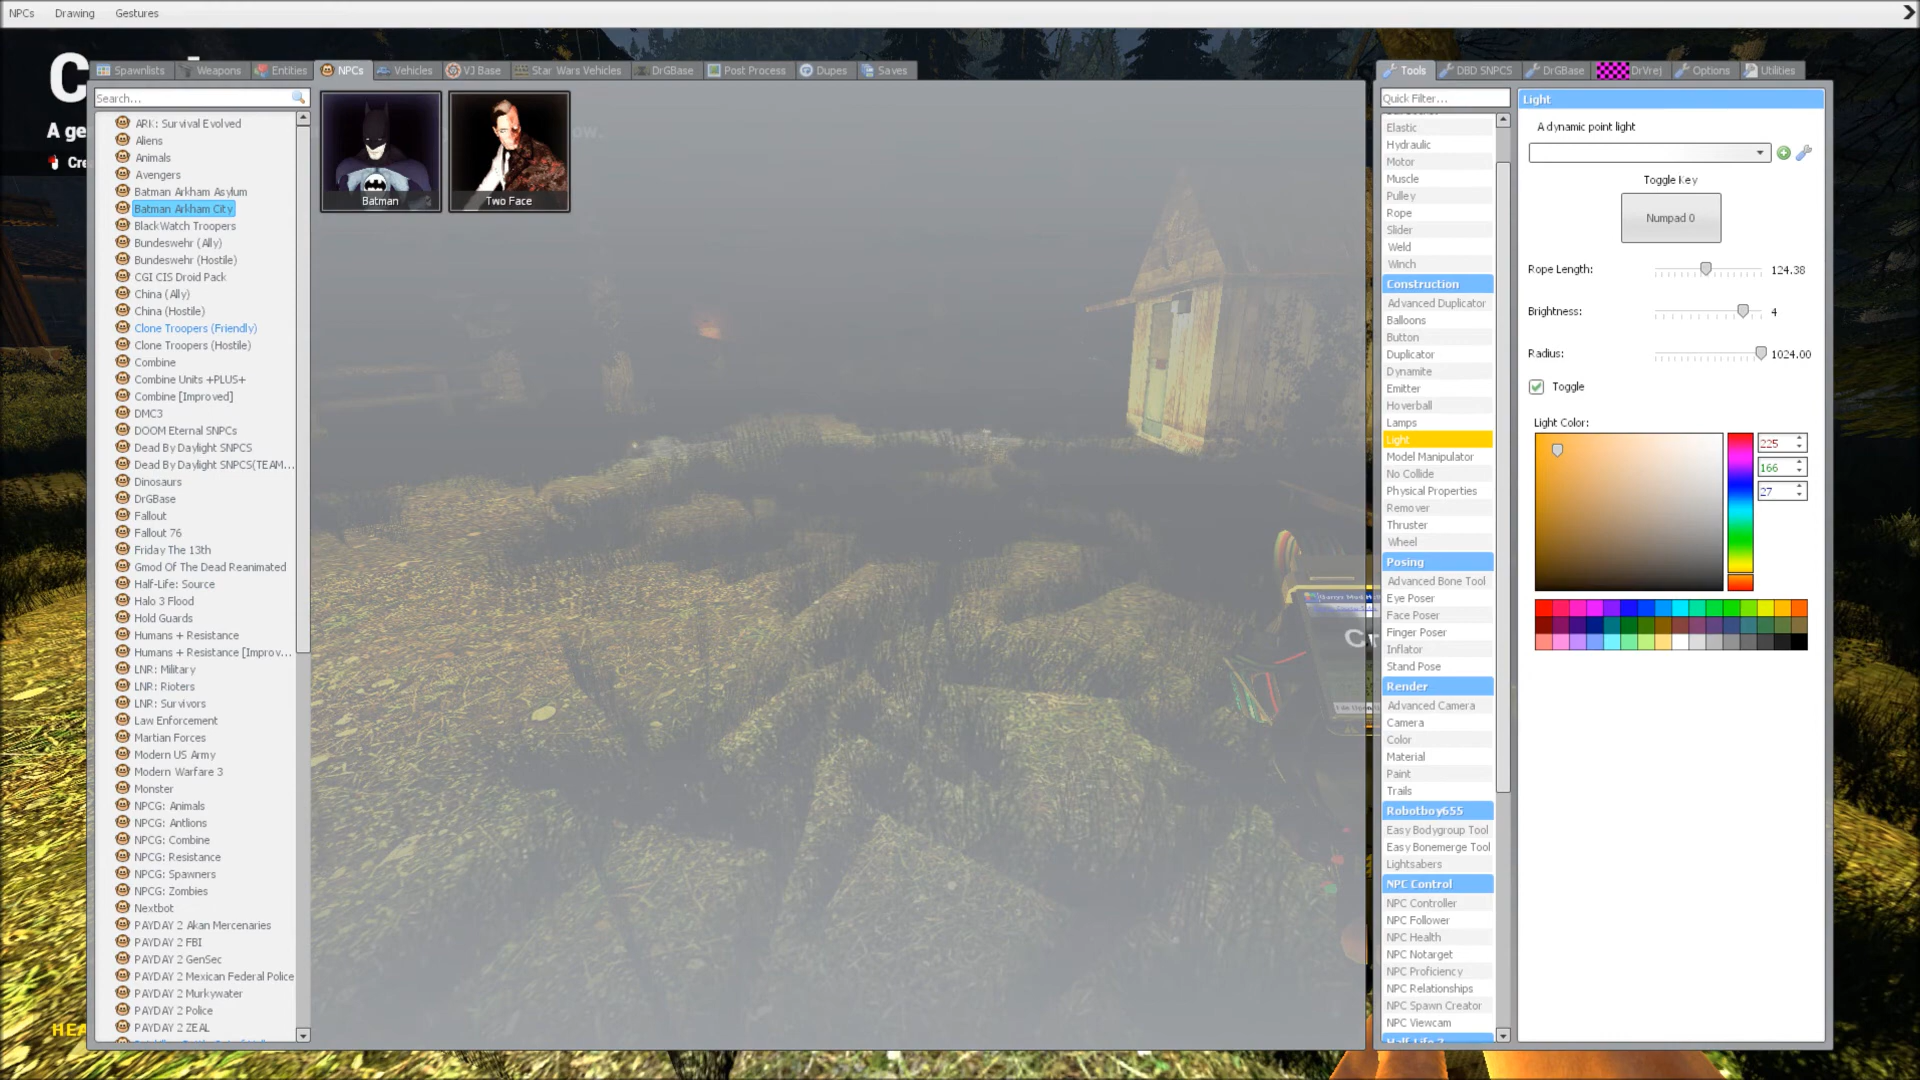 NPCs Drawing Gestures
C
A ge
ow.
Cre
HEA
Spawnlists Weapons Entities NPCs Vehicles VJ Base Star Wars Vehicles DrGBase Post Process Dupes Saves
Search...
ARK: Survival Evolved
Aliens
Animals
Avengers
Batman Arkham Asylum
Batman Arkham City
BlackWatch Troopers
Bundeswehr (Ally)
Bundeswehr (Hostile)
CGI CIS Droid Pack
China (Ally)
China (Hostile)
Clone Troopers (Friendly)
Clone Troopers (Hostile)
Combine
Combine Units +PLUS+
Combine [Improved]
DMC3
DOOM Eternal SNPCs
Dead By Daylight SNPCS
Dead By Daylight SNPCS(TEAM...
Dinosaurs
DrGBase
Fallout
Fallout 76
Friday The 13th
Gmod Of The Dead Reanimated
Half-Life: Source
Halo 3 Flood
Hold Guards
Humans + Resistance
Humans + Resistance [Improv...
LNR: Military
LNR: Rioters
LNR: Survivors
Law Enforcement
Martian Forces
Modern US Army
Modern Warfare 3
Monster
NPCG: Animals
NPCG: Antlions
NPCG: Combine
NPCG: Resistance
NPCG: Spawners
NPCG: Zombies
Nextbot
PAYDAY 2 Akan Mercenaries
PAYDAY 2 FBI
PAYDAY 2 GenSec
PAYDAY 2 Mexican Federal Police
PAYDAY 2 Murkywater
PAYDAY 2 Police
PAYDAY 2 ZEAL
Batman
Two Face
Cr
Tools DBD SNPCS DrGBase DrVrej Options Utilities
Quick Filter...
Elastic
Hydraulic
Motor
Muscle
Pulley
Rope
Slider
Weld
Winch
Construction
Advanced Duplicator
Balloons
Button
Duplicator
Dynamite
Emitter
Hoverball
Lamps
Light
Model Manipulator
No Collide
Physical Properties
Remover
Thruster
Wheel
Posing
Advanced Bone Tool
Eye Poser
Face Poser
Finger Poser
Inflator
Stand Pose
Render
Advanced Camera
Camera
Color
Material
Paint
Trails
Robotboy655
Easy Bodygroup Tool
Easy Bonemerge Tool
Lightsabers
NPC Control
NPC Controller
NPC Follower
NPC Health
NPC Notarget
NPC Proficiency
NPC Relationships
NPC Spawn Creator
NPC Viewcam
Half-Life 2
Light
A dynamic point light
Toggle Key
Numpad 0
Rope Length: 124.38
Brightness: 4
Radius: 1024.00
Toggle
Light Color:
225
166
27